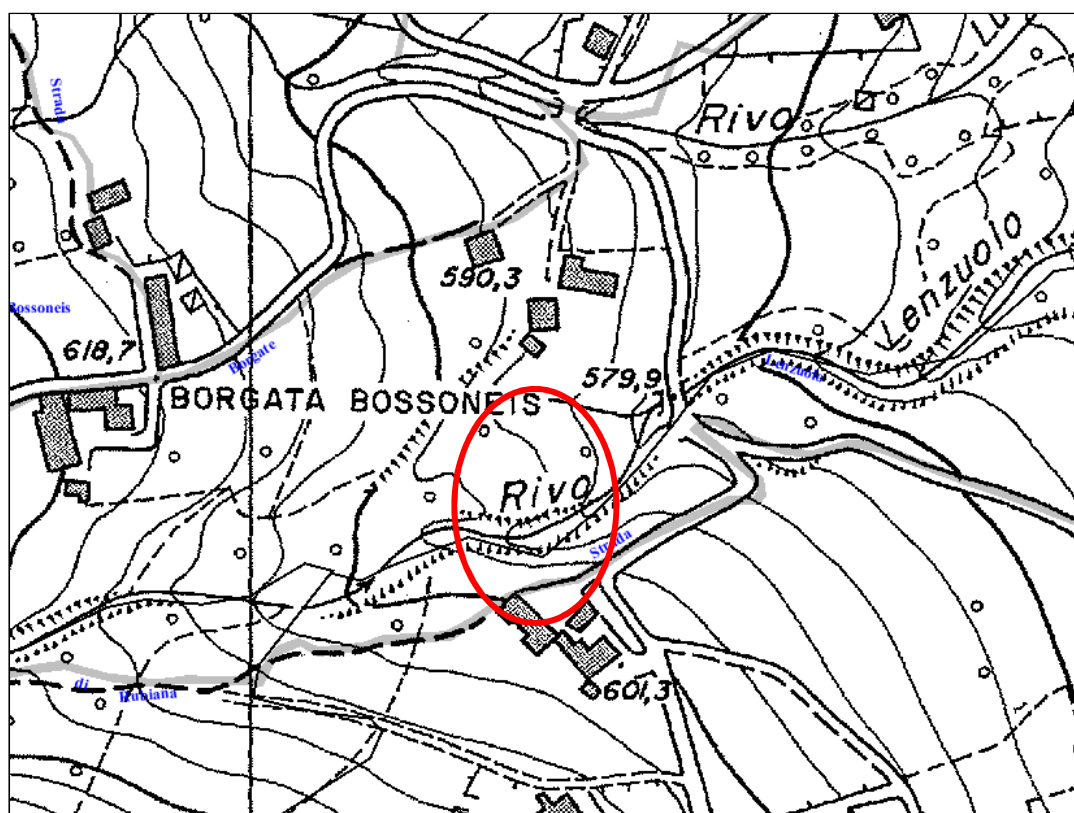 Strada
Rivo
Lenzuolo
590,3
Bossoneis
618,7
Borgate
579,9
Lenzuolo
BORGATA BOSSONEIS
Rivo
Strada
601,3
di
Rubiana